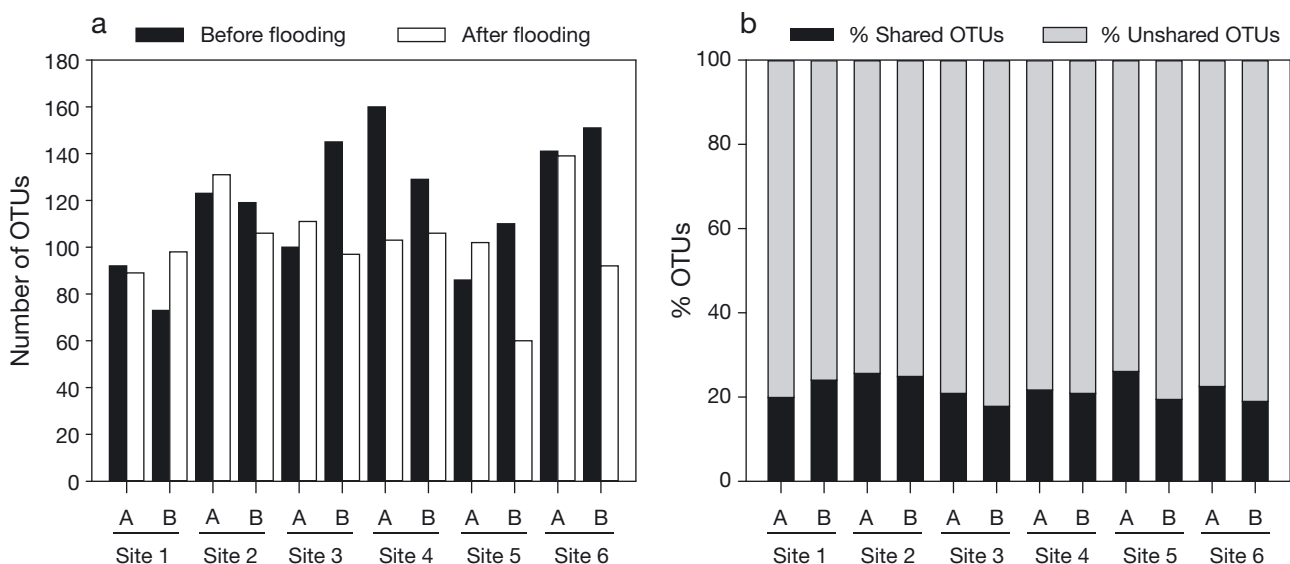 a
Before flooding
After flooding
180
160
140
120
100
80
60
40
20
0
Number of OTUs
A B A B A B A B A B A B
Site 1 Site 2 Site 3 Site 4 Site 5 Site 6
b
% Shared OTUs
% Unshared OTUs
100
80
60
40
20
0
% OTUs
A B A B A B A B A B A B
Site 1 Site 2 Site 3 Site 4 Site 5 Site 6